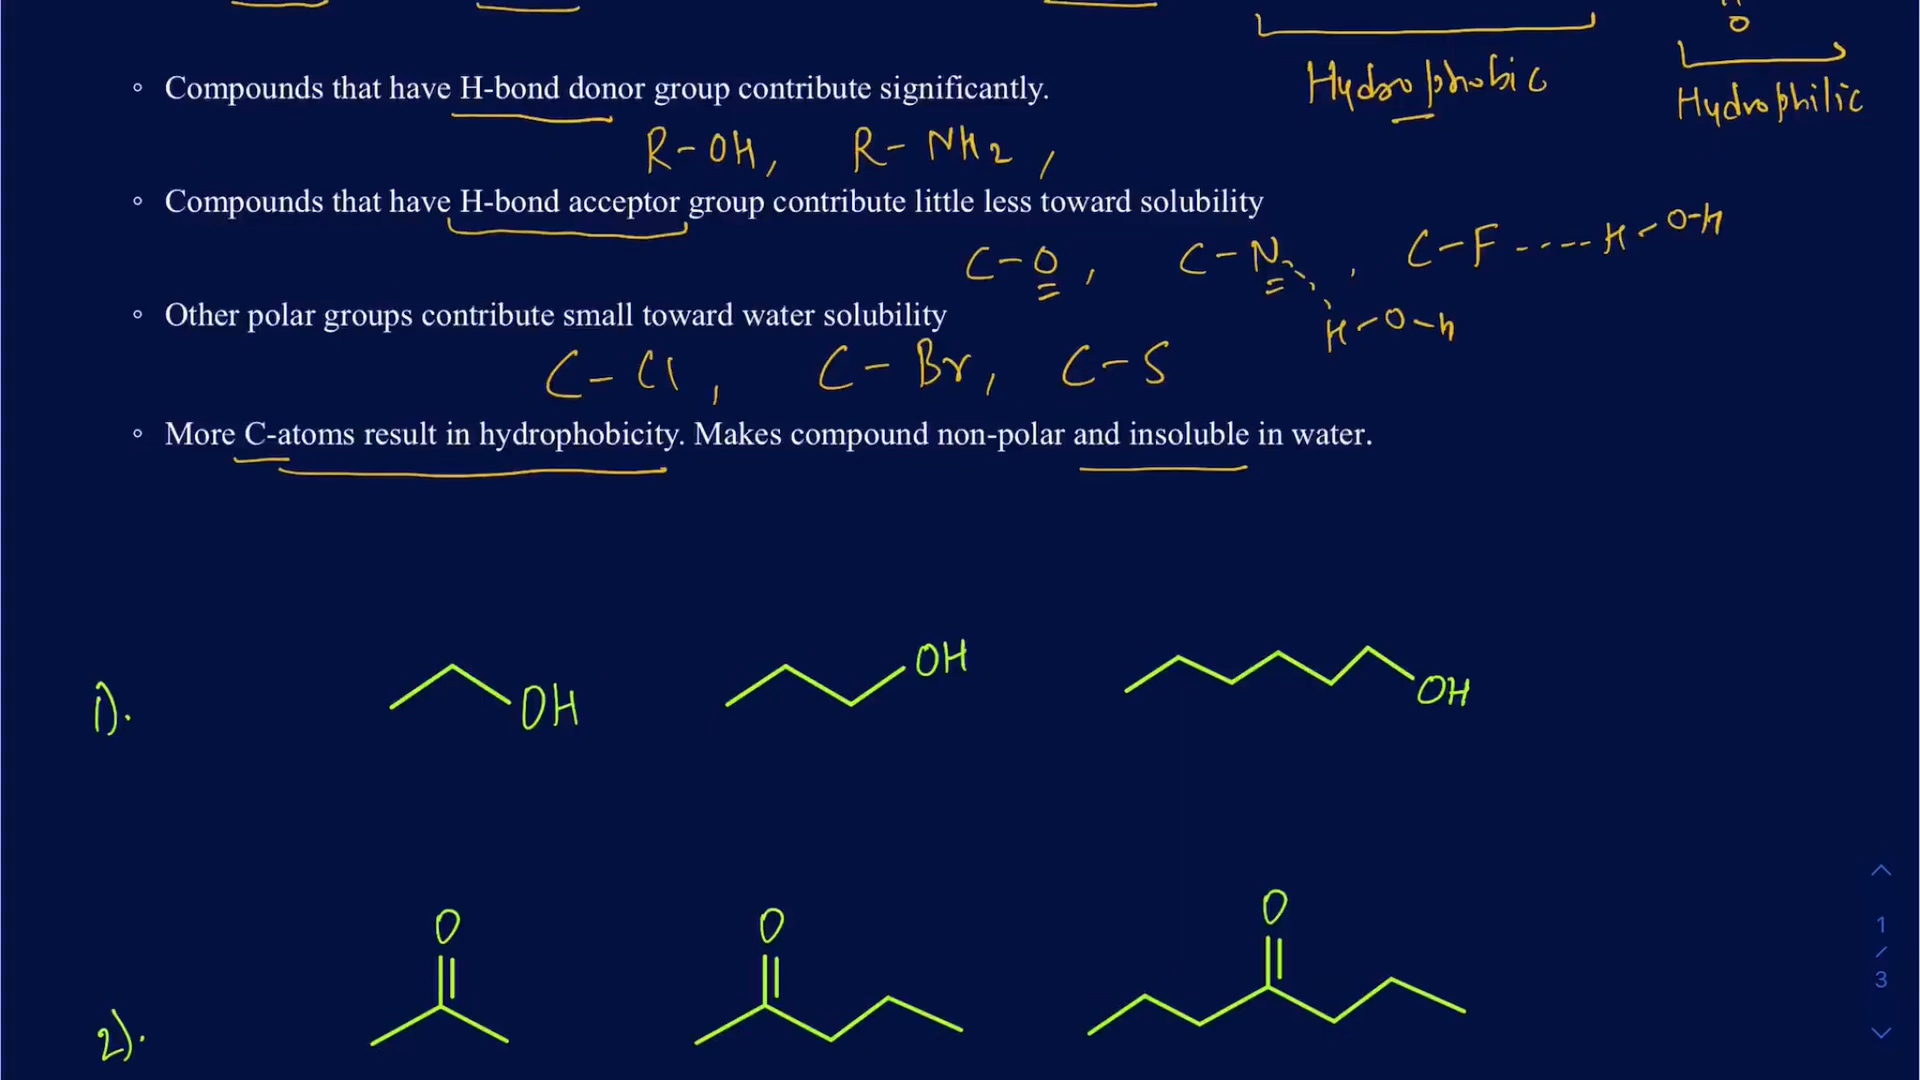 O
Hydrophobic
Hydrophilic
◦ Compounds that have H-bond donor group contribute significantly.
R-OH, R-NH2,
◦ Compounds that have H-bond acceptor group contribute little less toward solubility
C-O, C-N, C-F----H-O-H
H-O-H
◦ Other polar groups contribute small toward water solubility
C-Cl, C-Br, C-S
◦ More C-atoms result in hydrophobicity. Makes compound non-polar and insoluble in water.
1).
OH OH OH
O O O
2).
1
/
3